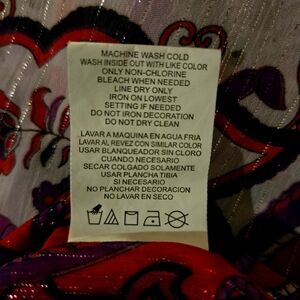 MACHINE WASH COLD
WASH INSIDE OUT WITH LIKE COLOR
ONLY NON-CHLORINE
BLEACH WHEN NEEDED
LINE DRY ONLY
IRON ON LOWEST
SETTING IF NEEDED
DO NOT IRON DECORATION
DO NOT DRY CLEAN
LAVAR A MAQUINA EN AGUA FRIA
LAVAR AL REVEZ CON SIMILAR COLOR
USAR BLANQUEADOR SIN CLORO
CUANDO NECESARIO
SECAR COLGADO SOLAMENTE
USAR PLANCHA TIBIA
SI NECESARIO
NO PLANCHAR DECORACION
NO LAVAR EN SECO